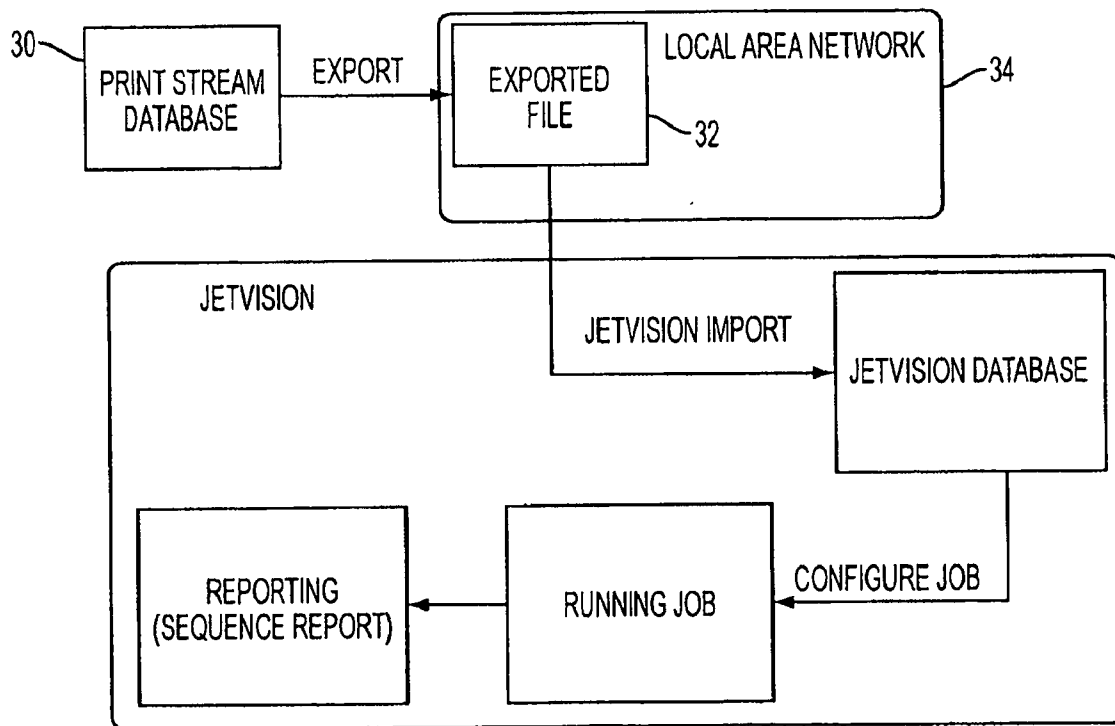 30
PRINT STREAM
DATABASE
EXPORT
EXPORTED
FILE
32
LOCAL AREA NETWORK
34
JETVISION
JETVISION IMPORT
JETVISION DATABASE
CONFIGURE JOB
RUNNING JOB
REPORTING
(SEQUENCE REPORT)